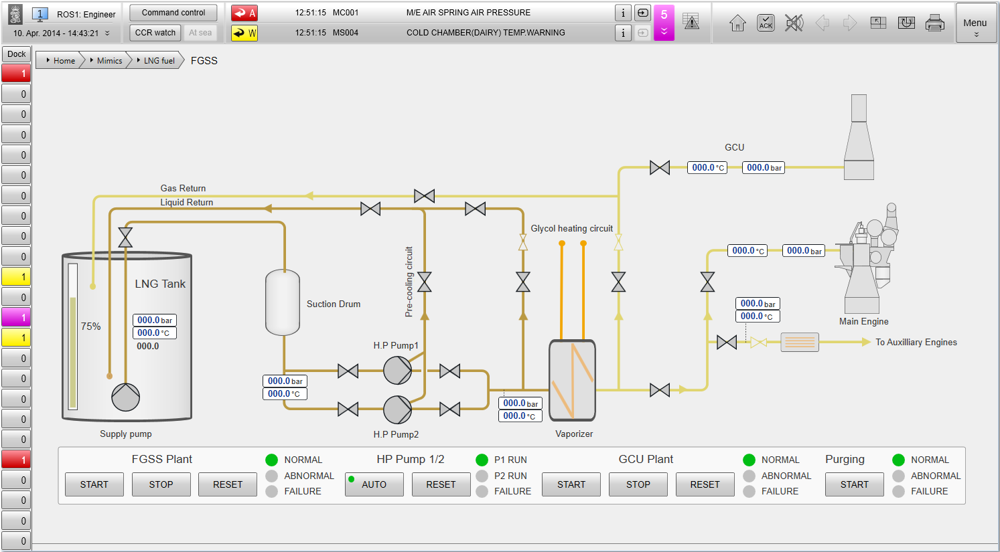 1
ROS1: Engineer
10. Apr. 2014 - 14:43:21
Command control
CCR watch
At sea
A
12:51:15 MC001 M/E AIR SPRING AIR PRESSURE
W
12:51:15 MS004 COLD CHAMBER(DAIRY) TEMP.WARNING
i
i
5
ACK
Menu
Dock
1
0
0
0
0
0
0
0
0
0
1
0
1
1
0
0
0
0
0
1
0
0
0
0
Home
Mimics
LNG fuel
FGSS
GCU
000.0 °C
000.0 bar
Gas Return
Liquid Return
Glycol heating circuit
Pre-cooling circuit
000.0 °C
000.0 bar
LNG Tank
75%
000.0 bar
000.0 °C
000.0
Suction Drum
000.0 bar
000.0 °C
Main Engine
To Auxilliary Engines
H.P Pump1
000.0 bar
000.0 °C
000.0 bar
000.0 °C
Supply pump
H.P Pump2
Vaporizer
FGSS Plant
START
STOP
RESET
NORMAL
ABNORMAL
FAILURE
HP Pump 1/2
AUTO
RESET
P1 RUN
P2 RUN
FAILURE
GCU Plant
START
STOP
RESET
NORMAL
ABNORMAL
FAILURE
Purging
START
NORMAL
ABNORMAL
FAILURE